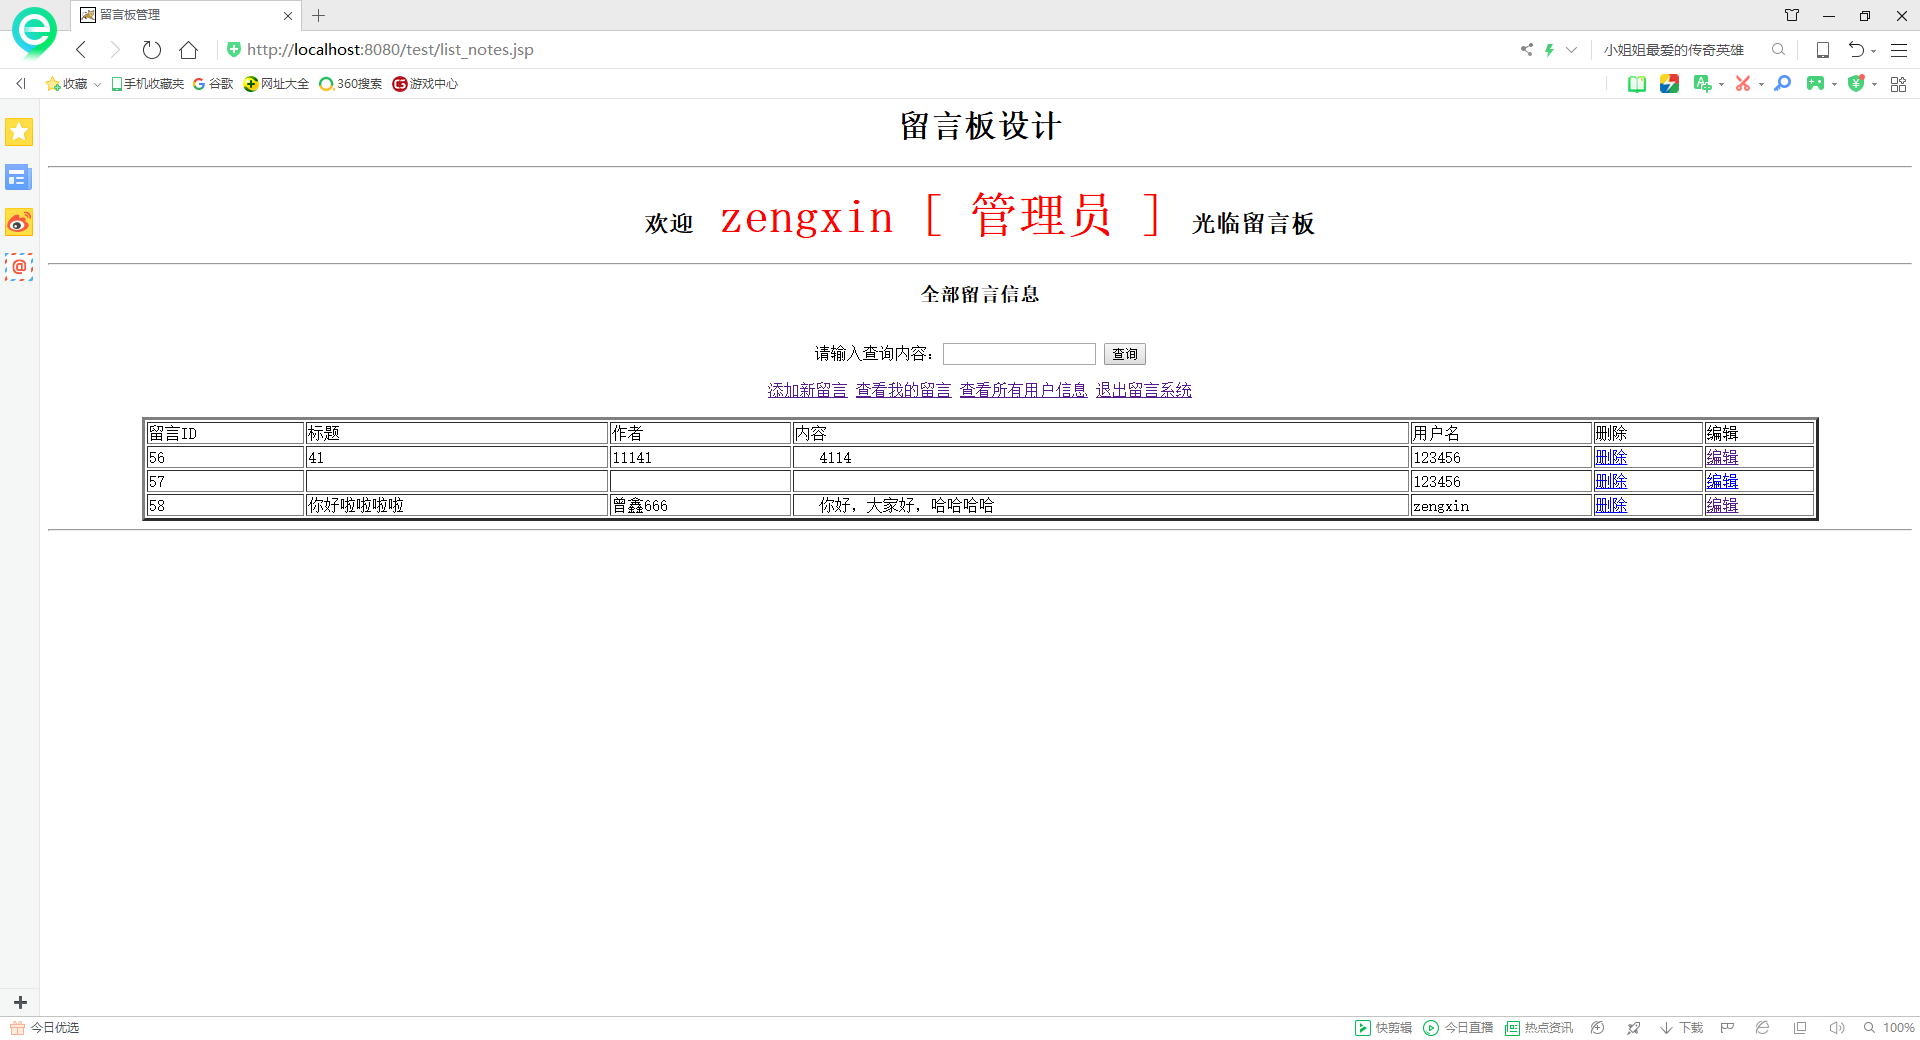 留言板管理
http://localhost:8080/test/list_notes.jsp 小姐姐最爱的传奇英雄
收藏 手机收藏夹 谷歌 网址大全 360搜索 游戏中心
留言板设计
欢迎 zengxin [ 管理员 ] 光临留言板
全部留言信息
请输入查询内容： 查询
添加新留言 查看我的留言 查看所有用户信息 退出留言系统
留言ID 标题 作者 内容 用户名 删除 编辑
56 41 11141 4114 123456 删除 编辑
57 123456 删除 编辑
58 你好啦啦啦啦 曾鑫666 你好，大家好，哈哈哈哈 zengxin 删除 编辑
今日优选 快剪辑 今日直播 热点资讯 下载 100%